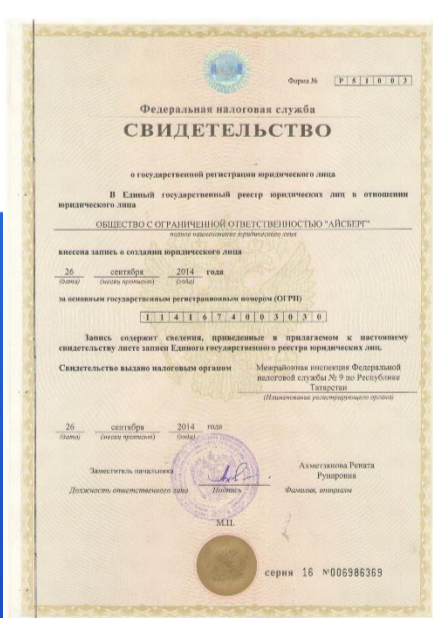 Форма № Р 5 1 0 0 3
Федеральная налоговая служба
СВИДЕТЕЛЬСТВО
о государственной регистрации юридического лица
В Единый государственный реестр юридических лиц в отношении
юридического лица
ОБЩЕСТВО С ОГРАНИЧЕННОЙ ОТВЕТСТВЕННОСТЬЮ "АЙСБЕРГ"
полное наименование юридического лица
внесена запись о создании юридического лица
26 сентября 2014 года
(дата) (месяц прописью) (год)
за основным государственным регистрационным номером (ОГРН)
1 1 4 1 6 7 4 0 0 3 0 3 0
Запись содержит сведения, приведенные в прилагаемом к настоящему
свидетельству листе записи Единого государственного реестра юридических лиц.
Свидетельство выдано налоговым органом Межрайонная инспекция Федеральной
налоговой службы № 9 по Республике
Татарстан
(Наименование регистрирующего органа)
26 сентября 2014 года
(дата) (месяц прописью) (год)
Заместитель начальника Ахметзянова Рената
Рунаровна
Должность ответственного лица Подпись Фамилия, инициалы
М.П.
серия 16 №006986369